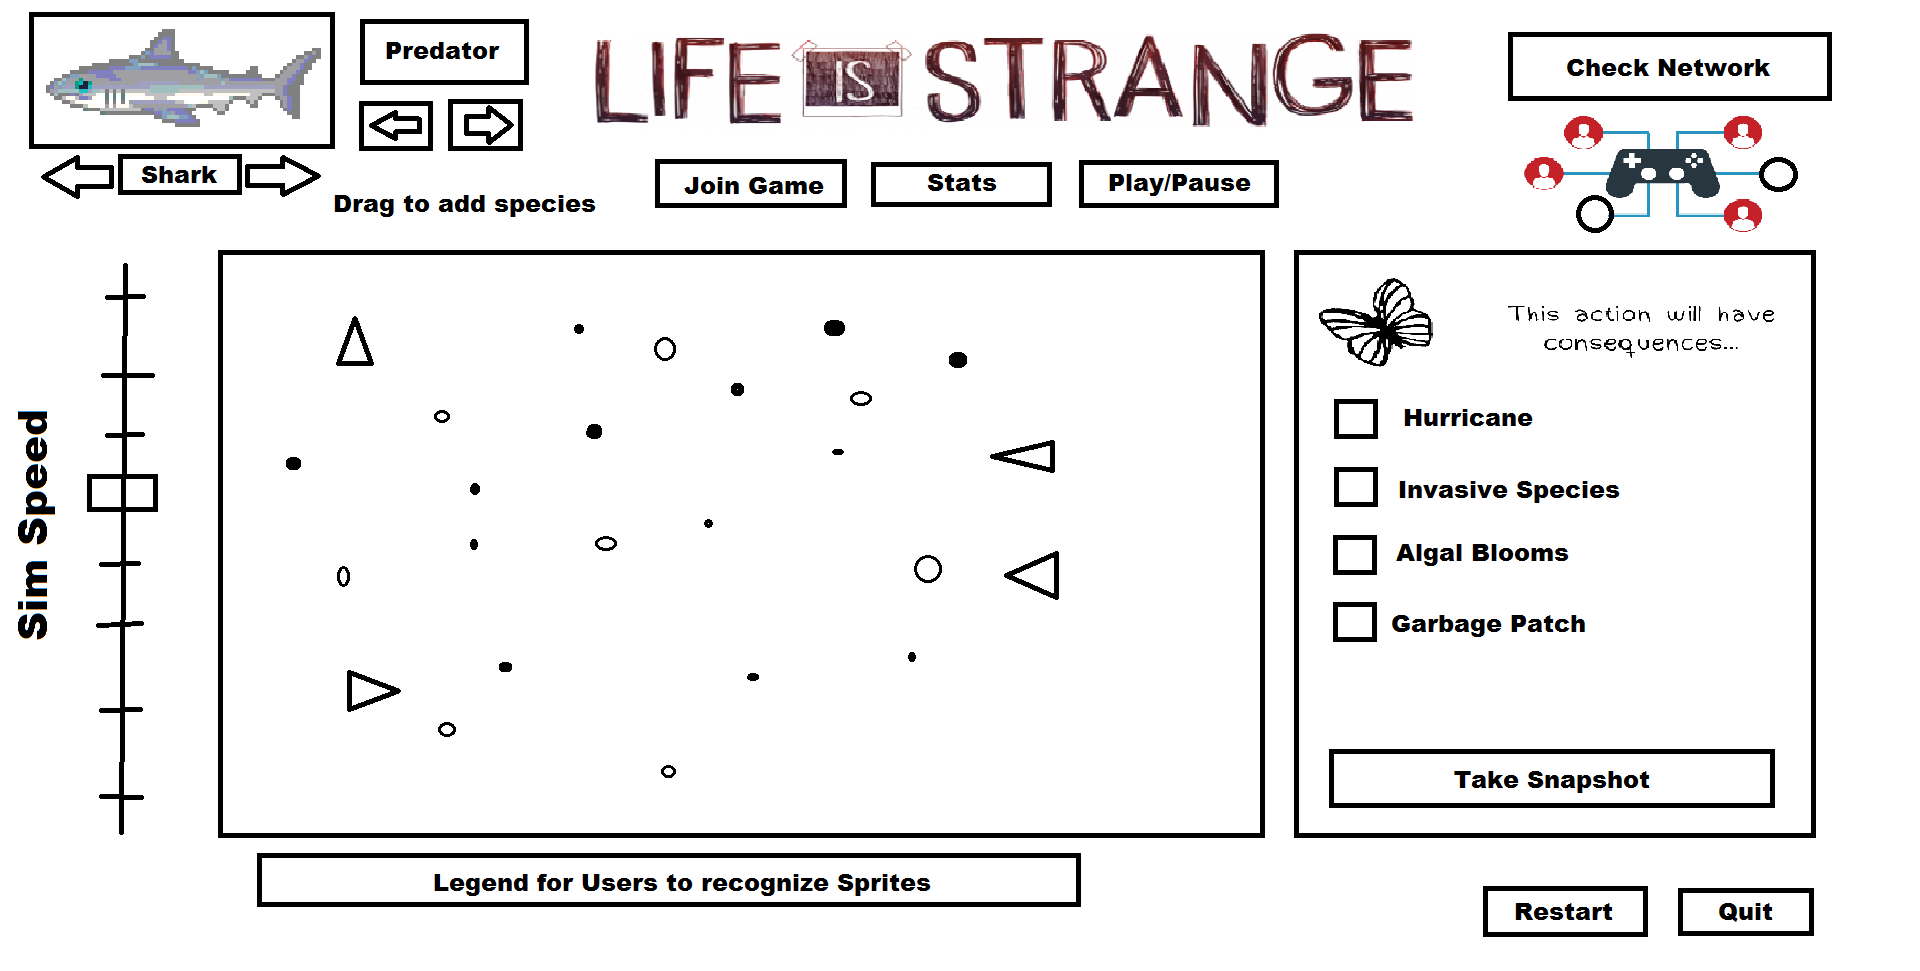 Predator
LIFE IS STRANGE
Check Network
Shark
Drag to add species
Join Game
Stats
Play/Pause
This action will have
consequences...
Sim Speed
Hurricane
Invasive Species
Algal Blooms
Garbage Patch
Take Snapshot
Legend for Users to recognize Sprites
Restart
Quit